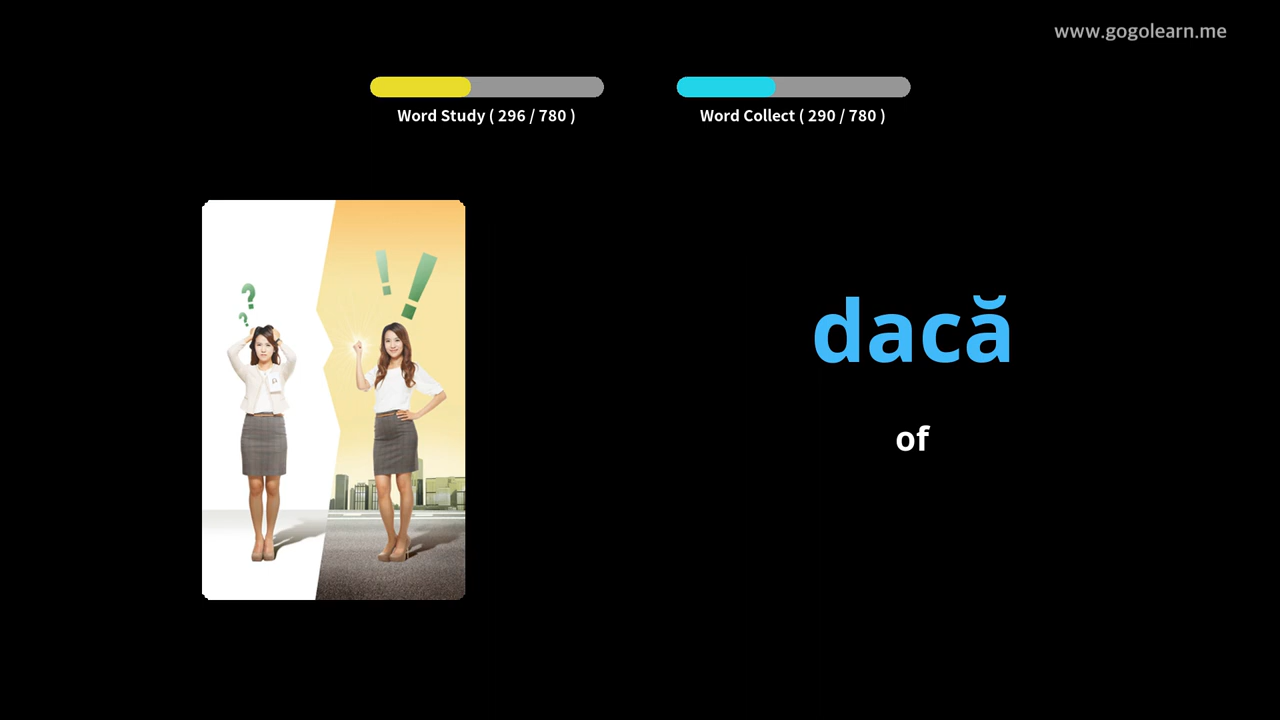 www.gogolearn.me
Word Study ( 296 / 780 )
Word Collect ( 290 / 780 )
? ?
! !
dacă
of